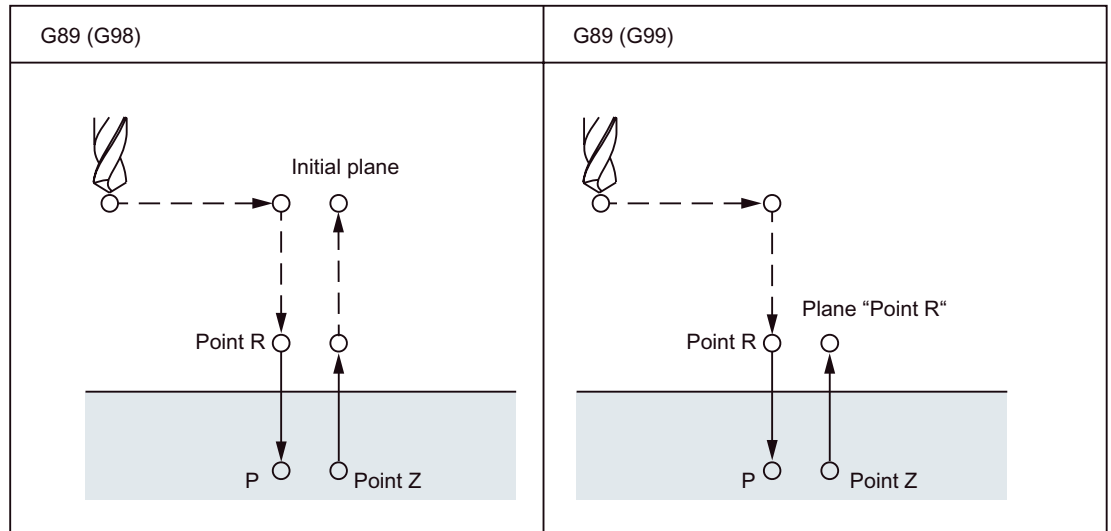 G89 (G98)
G89 (G99)
Initial plane
Point R
P
Point Z
Plane “Point R“
Point R
P
Point Z